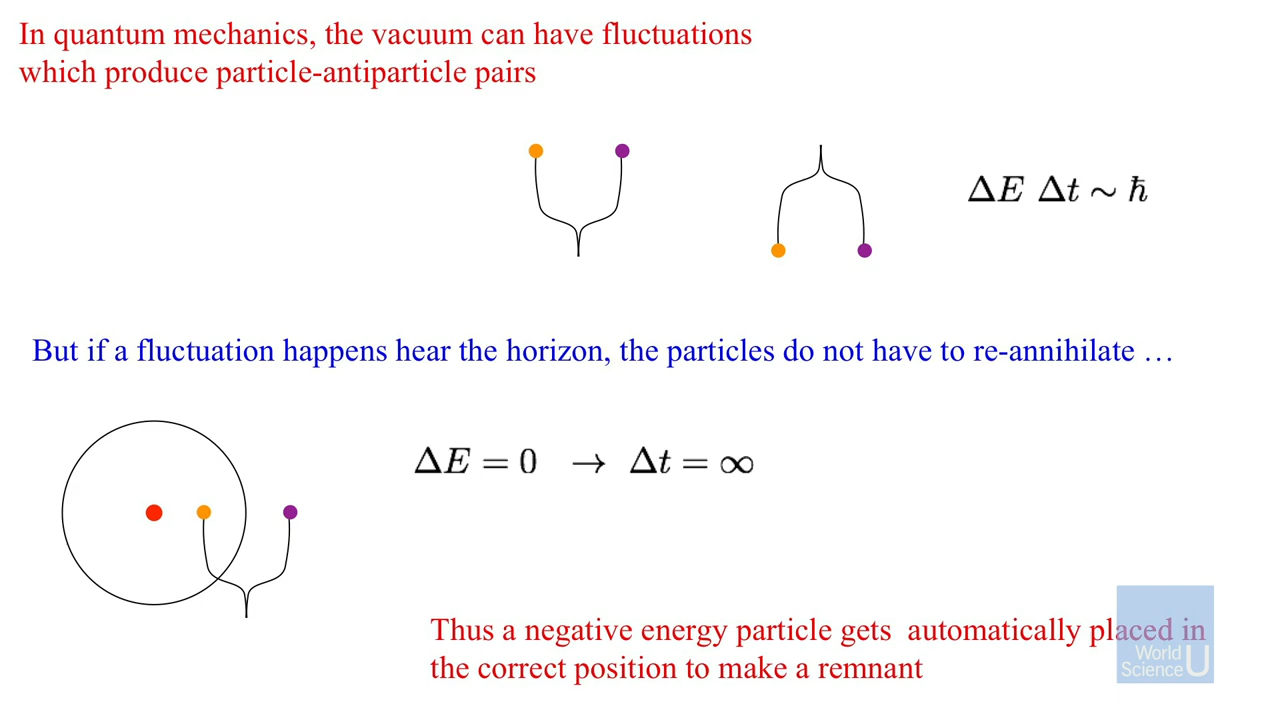 In quantum mechanics, the vacuum can have fluctuations
which produce particle-antiparticle pairs
ΔE Δt ~ ħ
But if a fluctuation happens hear the horizon, the particles do not have to re-annihilate …
ΔE = 0 → Δt = ∞
Thus a negative energy particle gets automatically placed in
the correct position to make a remnant
World
Science U